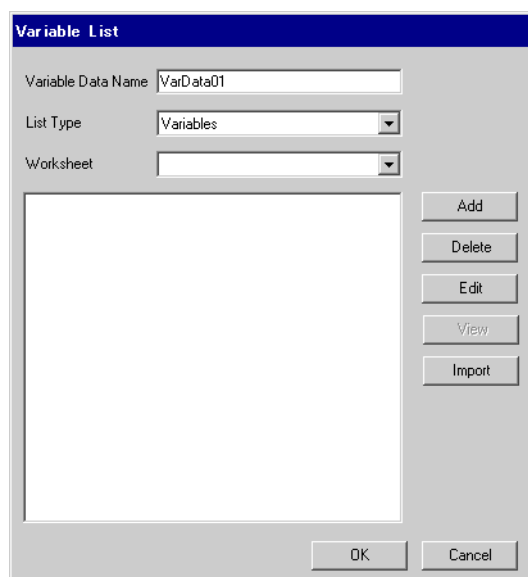 Variable List
Variable Data Name VarData01
List Type Variables
Worksheet
Add
Delete
Edit
View
Import
OK Cancel